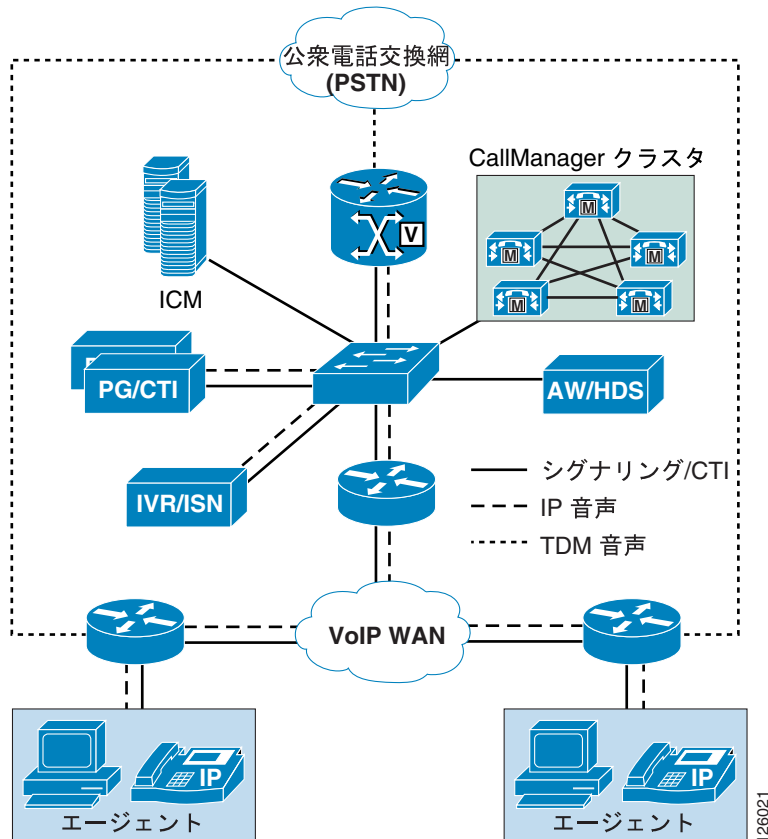 公衆電話交換網
(PSTN)
CallManager クラスタ
M
M
M
M
M
V
ICM
PG/CTI
AW/HDS
IVR/ISN
シグナリング/CTI
IP 音声
TDM 音声
VoIP WAN
IP
エージェント
IP
エージェント